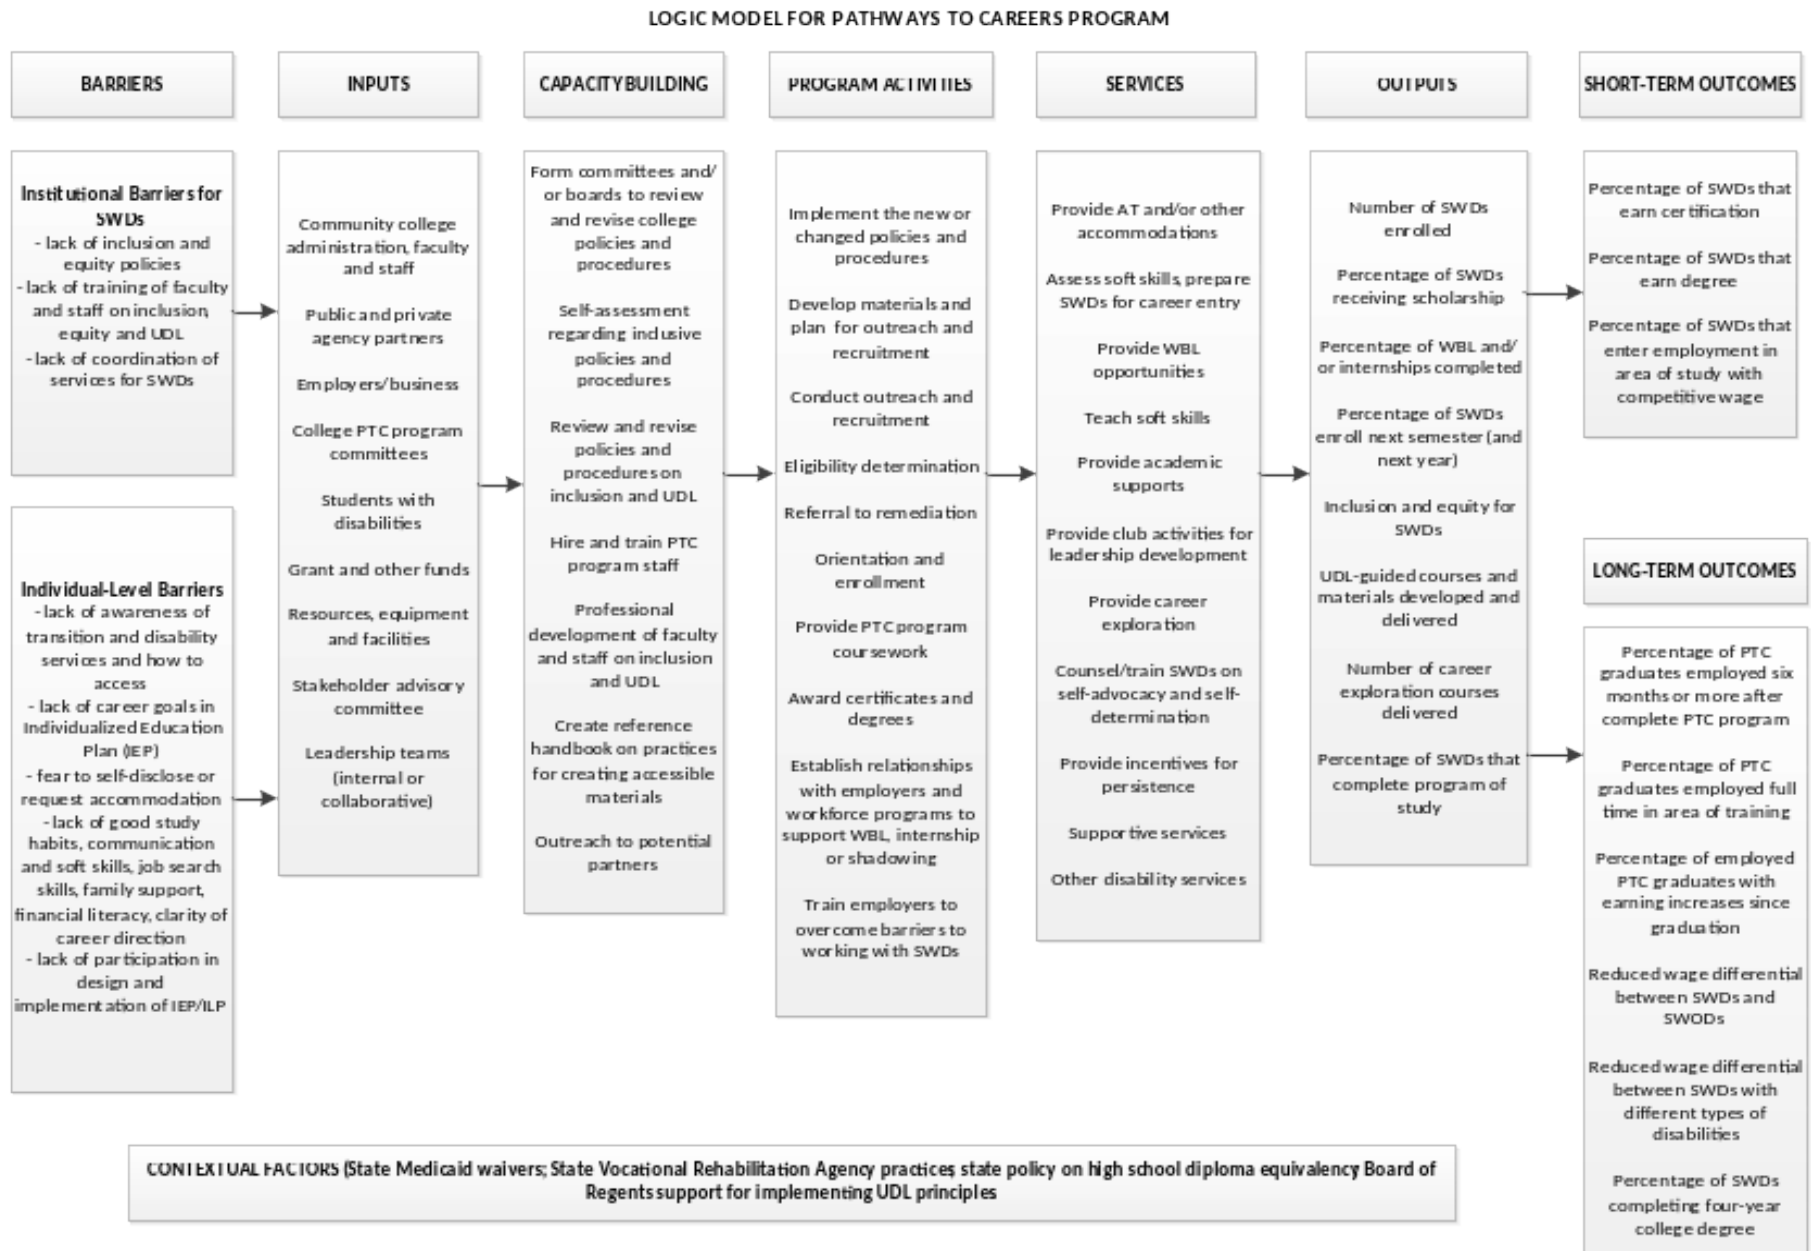 LOGIC MODEL FOR PATHWAYS TO CAREERS PROGRAM
BARRIERS
Institutional Barriers for
SWDs
- lack of inclusion and
equity policies
- lack of training of faculty
and staff on inclusion,
equity and UDL
- lack of coordination of
services for SWDs
Individual-Level Barriers
- lack of awareness of
transition and disability
services and how to
access
- lack of career goals in
Individualized Education
Plan (IEP)
- fear to self-disclose or
request accommodation
- lack of good study
habits, communication
and soft skills, job search
skills, family support,
financial literacy, clarity of
career direction
- lack of participation in
design and
implementation of IEP/ILP
INPUTS
Community college
administration, faculty
and staff
Public and private
agency partners
Employers/business
College PTC program
committees
Students with
disabilities
Grant and other funds
Resources, equipment
and facilities
Stakeholder advisory
committee
Leadership teams
(internal or
collaborative)
CAPACITY BUILDING
Form committees and/
or boards to review
and revise college
policies and
procedures
Self-assessment
regarding inclusive
policies and
procedures
Review and revise
policies and
procedures on
inclusion and UDL
Hire and train PTC
program staff
Professional
development of faculty
and staff on inclusion
and UDL
Create reference
handbook on practices
for creating accessible
materials
Outreach to potential
partners
PROGRAM ACTIVITIES
Implement the new or
changed policies and
procedures
Develop materials and
plan for outreach and
recruitment
Conduct outreach and
recruitment
Eligibility determination
Referral to remediation
Orientation and
enrollment
Provide PTC program
coursework
Award certificates and
degrees
Establish relationships
with employers and
workforce programs to
support WBL, internship
or shadowing
Train employers to
overcome barriers to
working with SWDs
SERVICES
Provide AT and/or other
accommodations
Assess soft skills, prepare
SWDs for career entry
Provide WBL
opportunities
Teach soft skills
Provide academic
supports
Provide club activities for
leadership development
Provide career
exploration
Counsel/train SWDs on
self-advocacy and self-
determination
Provide incentives for
persistence
Supportive services
Other disability services
OUTPUTS
Number of SWDs
enrolled
Percentage of SWDs
receiving scholarship
Percentage of WBL and/
or internships completed
Percentage of SWDs
enroll next semester (and
next year)
Inclusion and equity for
SWDs
UDL-guided courses and
materials developed and
delivered
Number of career
exploration courses
delivered
Percentage of SWDs that
complete program of
study
SHORT-TERM OUTCOMES
Percentage of SWDs that
earn certification
Percentage of SWDs that
earn degree
Percentage of SWDs that
enter employment in
area of study with
competitive wage
LONG-TERM OUTCOMES
Percentage of PTC
graduates employed six
months or more after
complete PTC program
Percentage of PTC
graduates employed full
time in area of training
Percentage of employed
PTC graduates with
earning increases since
graduation
Reduced wage differential
between SWDs and
SWODs
Reduced wage differential
between SWDs with
different types of
disabilities
Percentage of SWDs
completing four-year
college degree
CONTEXTUAL FACTORS (State Medicaid waivers; State Vocational Rehabilitation Agency practices state policy on high school diploma equivalency Board of
Regents support for implementing UDL principles